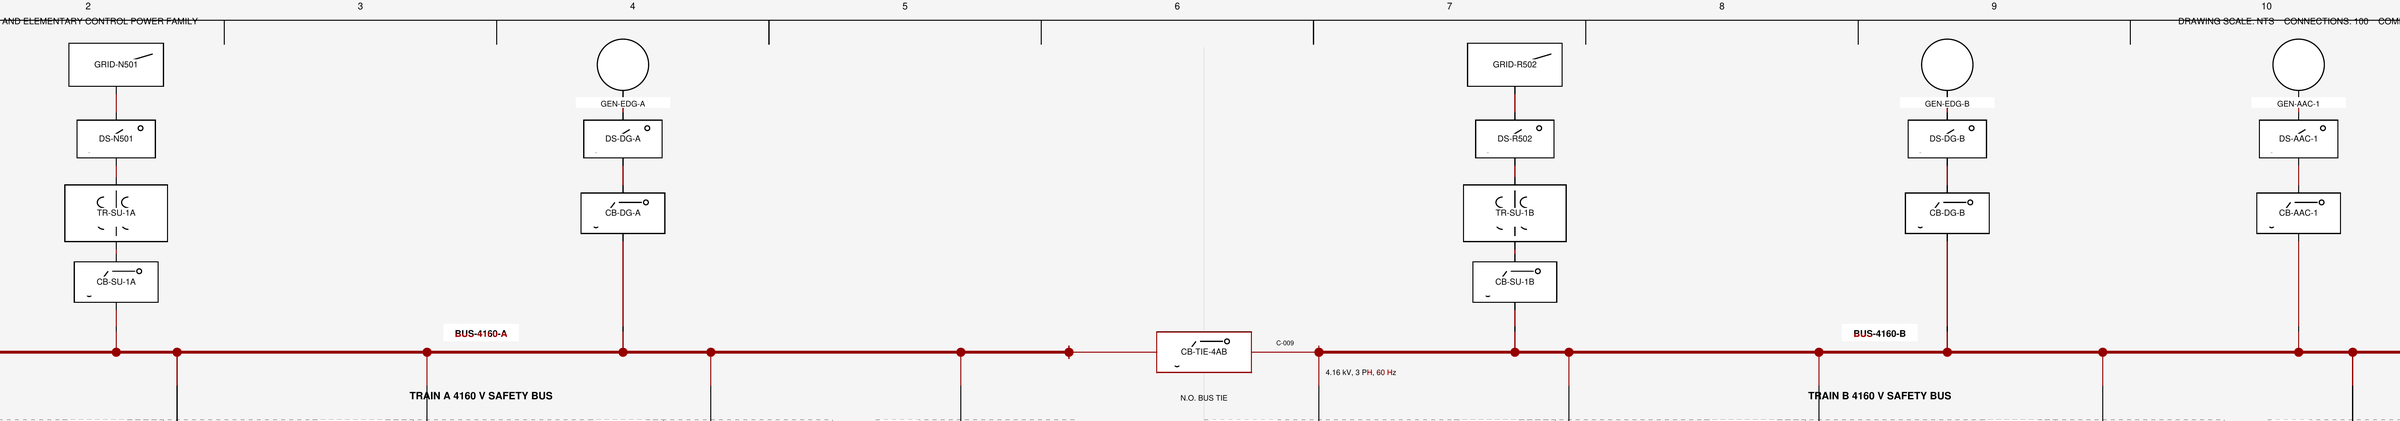 2 3 4 5 6 7 8 9 10
AND ELEMENTARY CONTROL POWER FAMILY
DRAWING SCALE: NTS CONNECTIONS: 100
GRID-N501
GRID-R502
GEN-EDG-A
GEN-EDG-B
GEN-AAC-1
DS-N501
DS-DG-A
DS-R502
DS-DG-B
DS-AAC-1
TR-SU-1A
CB-DG-A
TR-SU-1B
CB-DG-B
CB-AAC-1
CB-SU-1A
CB-SU-1B
BUS-4160-A
BUS-4160-B
C-009
CB-TIE-4AB
4.16 kV, 3 PH, 60 Hz
TRAIN A 4160 V SAFETY BUS
N.O. BUS TIE
TRAIN B 4160 V SAFETY BUS